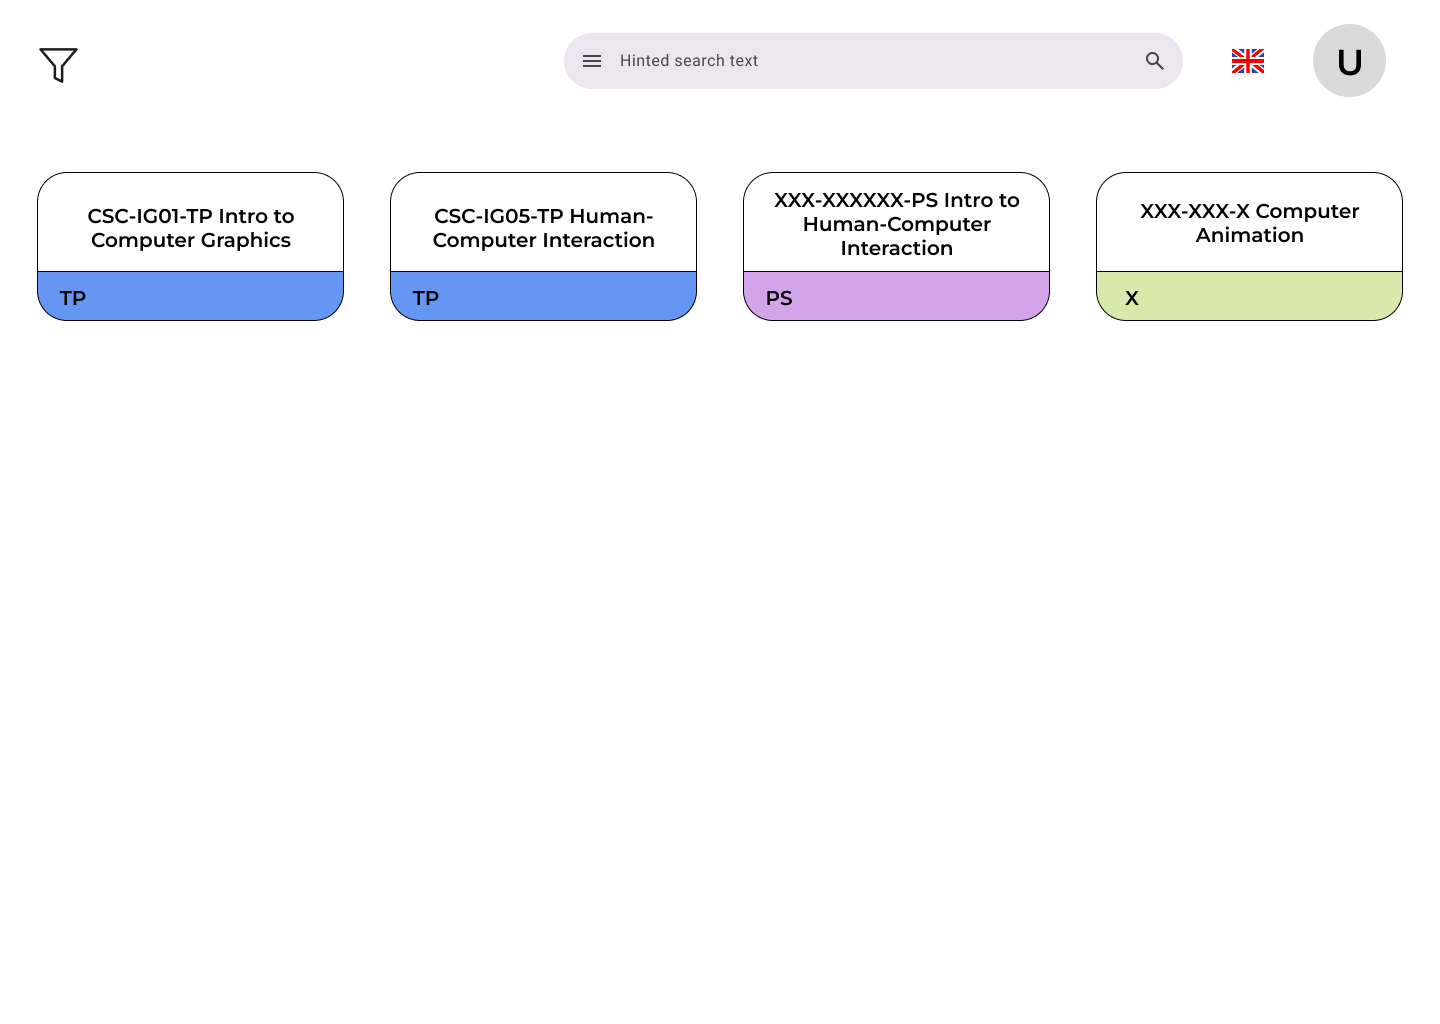 Hinted search text
U
CSC-IG01-TP Intro to
Computer Graphics
TP
CSC-IG05-TP Human-
Computer Interaction
TP
XXX-XXXXXX-PS Intro to
Human-Computer
Interaction
PS
XXX-XXX-X Computer
Animation
X